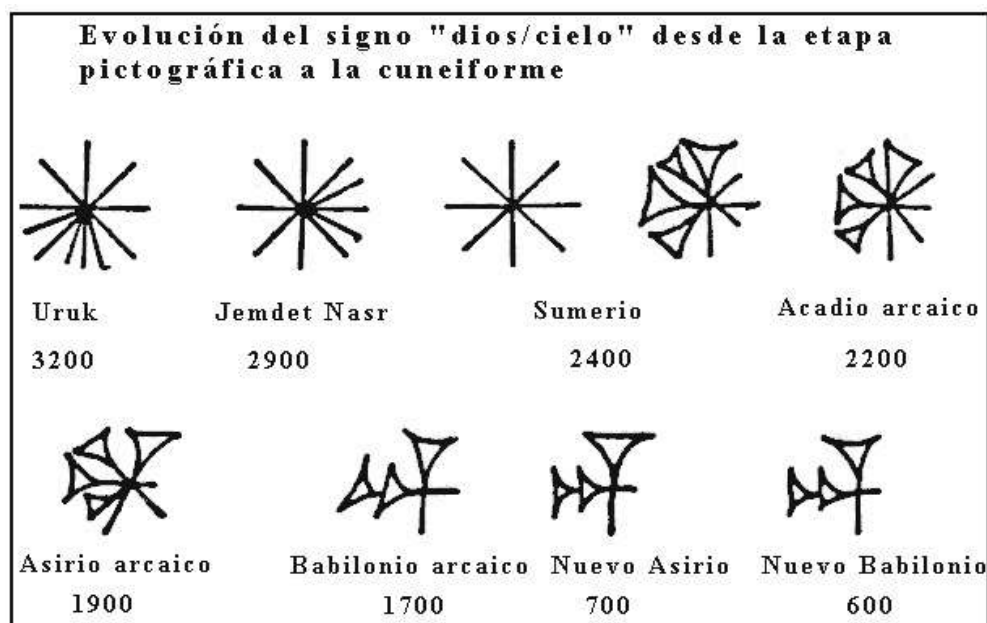 Evolución del signo "dios/cielo" desde la etapa
pictográfica a la cuneiforme
Uruk Jemdet Nasr Sumerio Acadio arcaico
3200 2900 2400 2200
Asirio arcaico Babilonio arcaico Nuevo Asirio Nuevo Babilonio
1900 1700 700 600